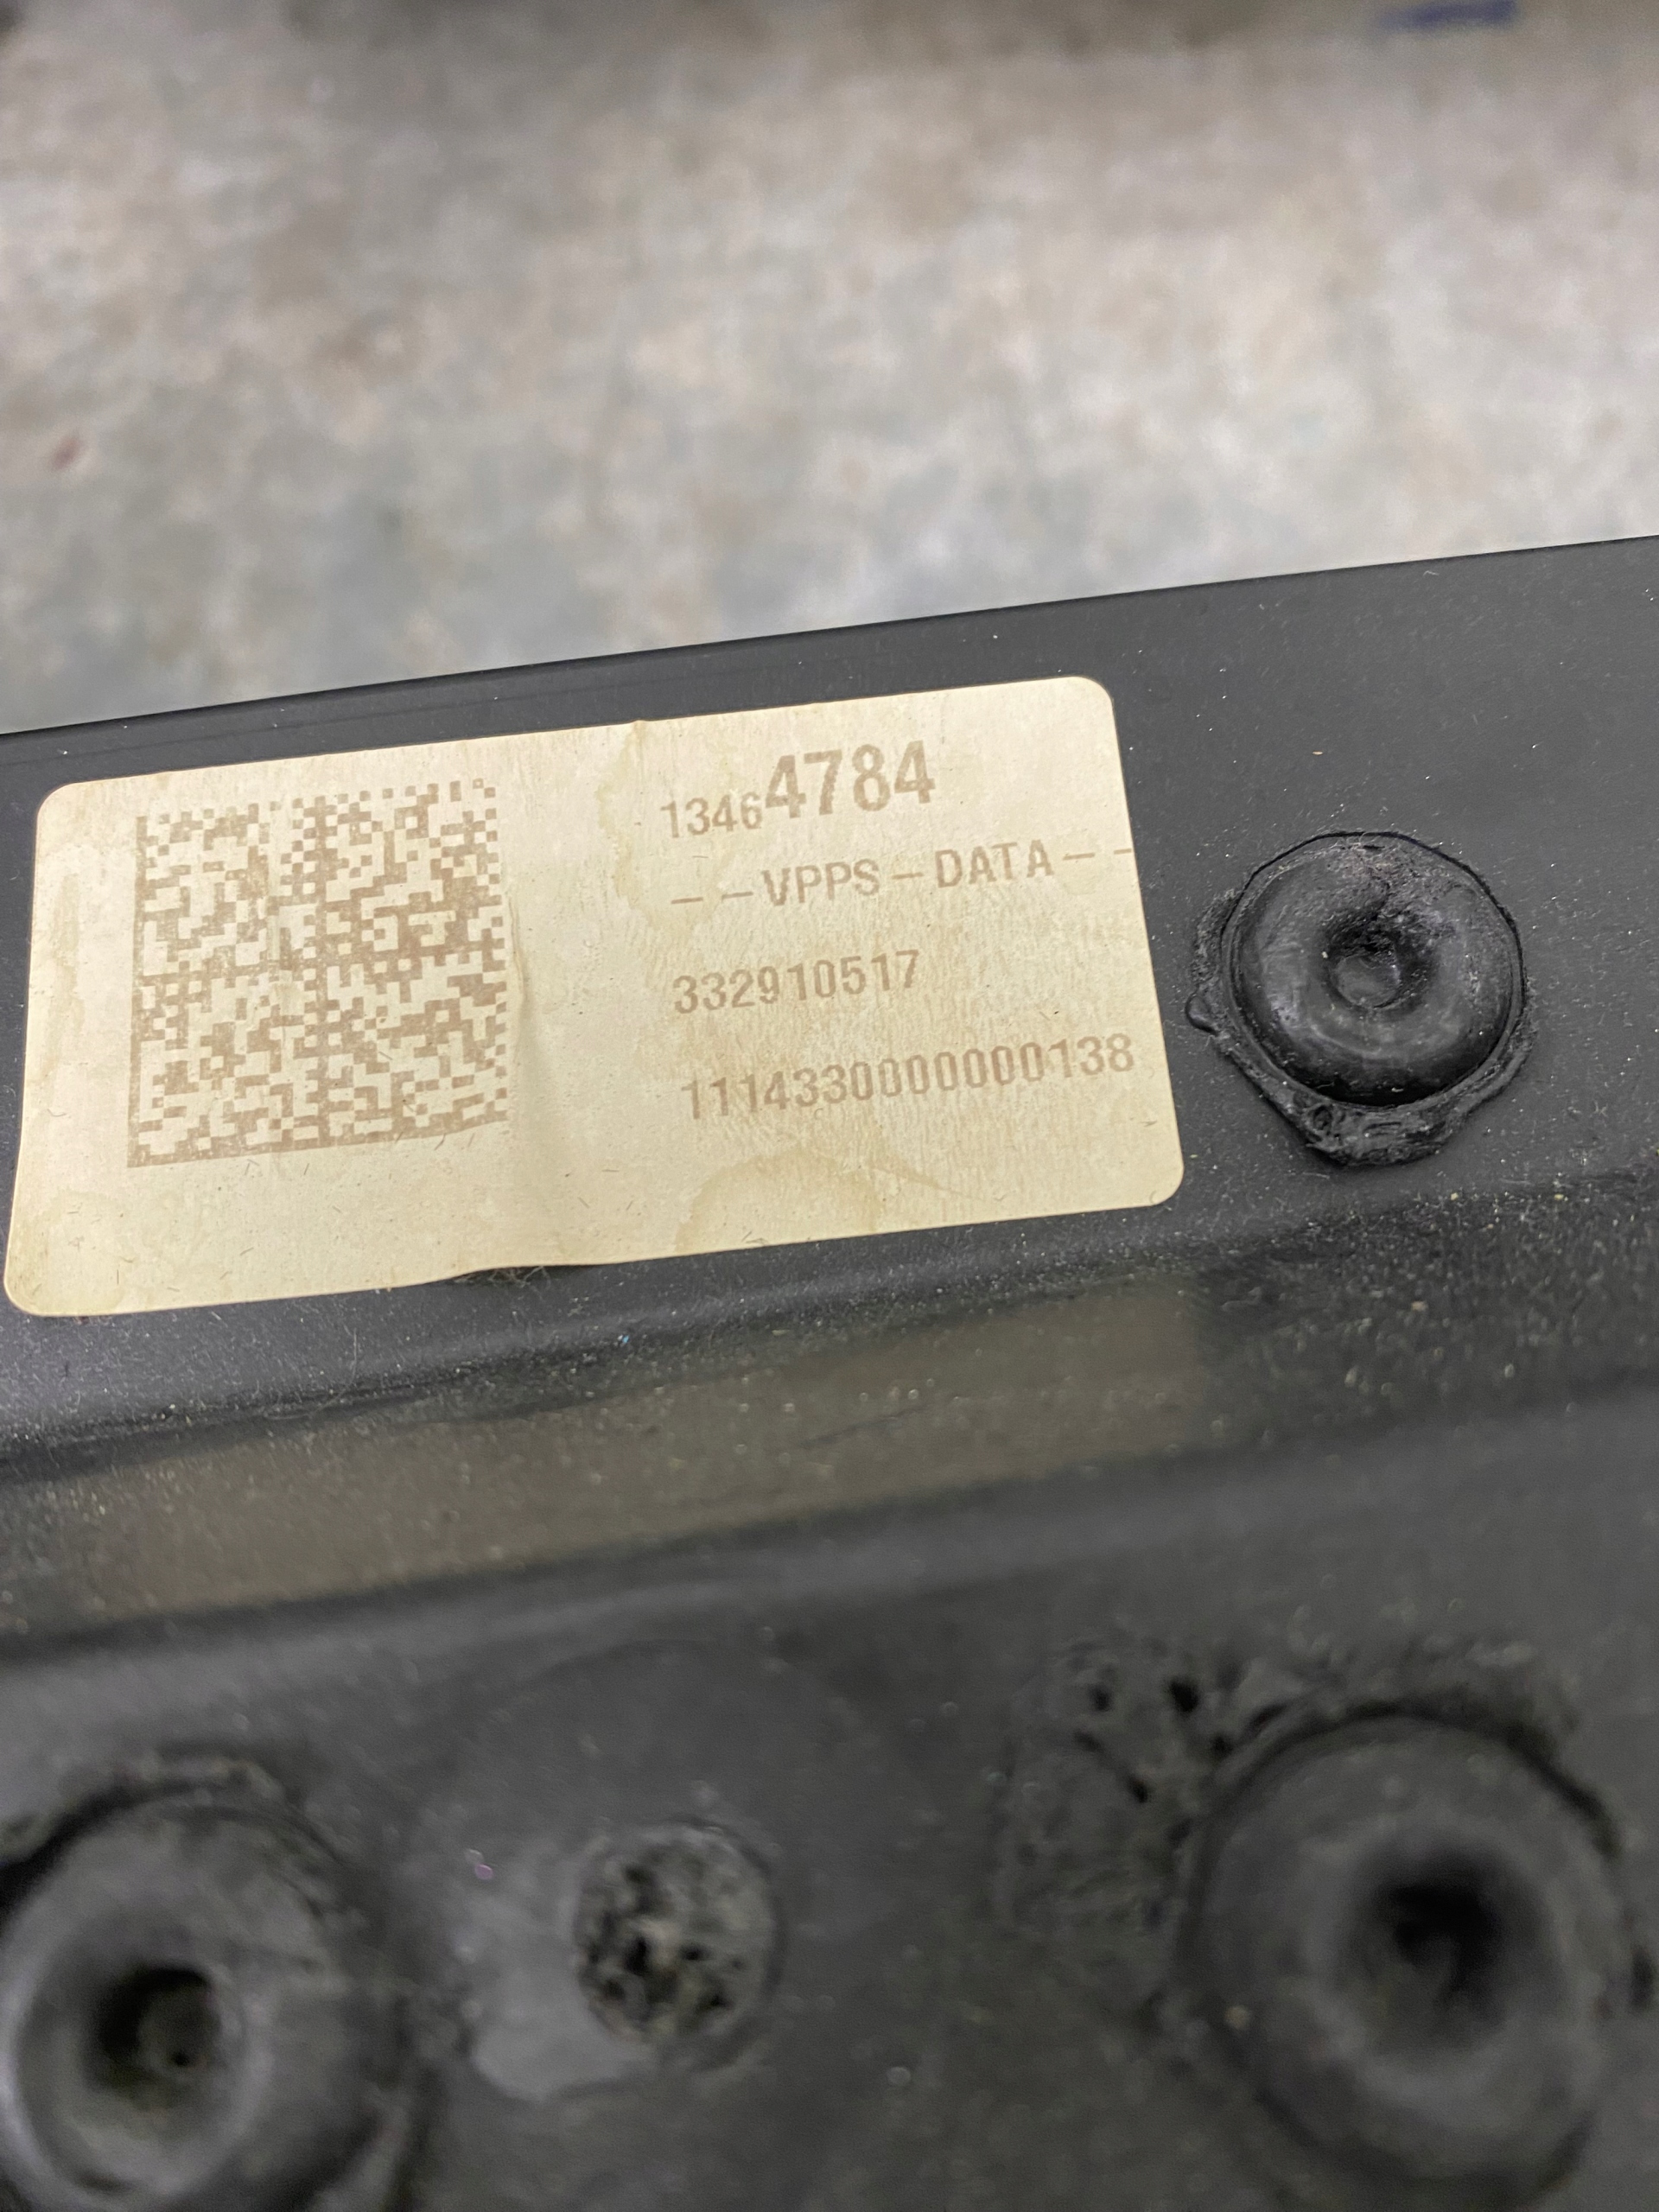 13464784
--VPPS-DATA--
332910517
1114330000000138